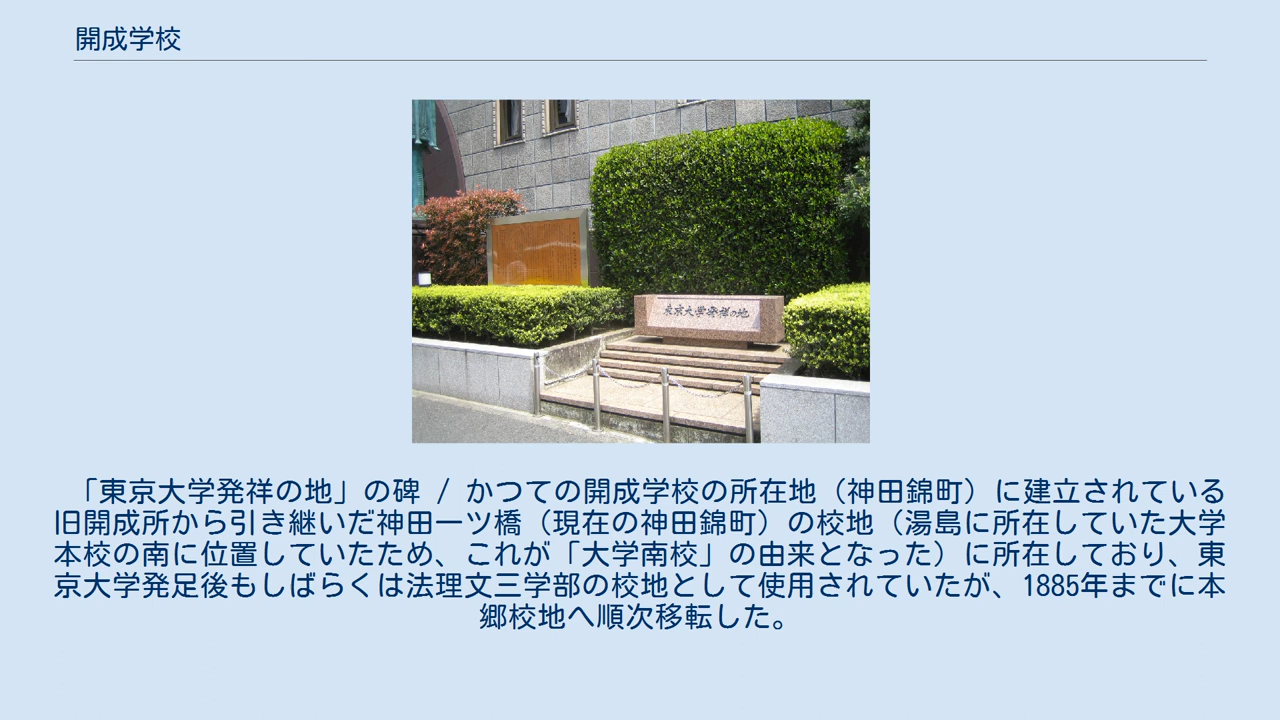 開成学校
東京大学発祥の地
「東京大学発祥の地」の碑 / かつての開成学校の所在地（神田錦町）に建立されている
旧開成所から引き継いだ神田一ツ橋（現在の神田錦町）の校地（湯島に所在していた大学
本校の南に位置していたため、これが「大学南校」の由来となった）に所在しており、東
京大学発足後もしばらくは法理文三学部の校地として使用されていたが、1885年までに本
郷校地へ順次移転した。